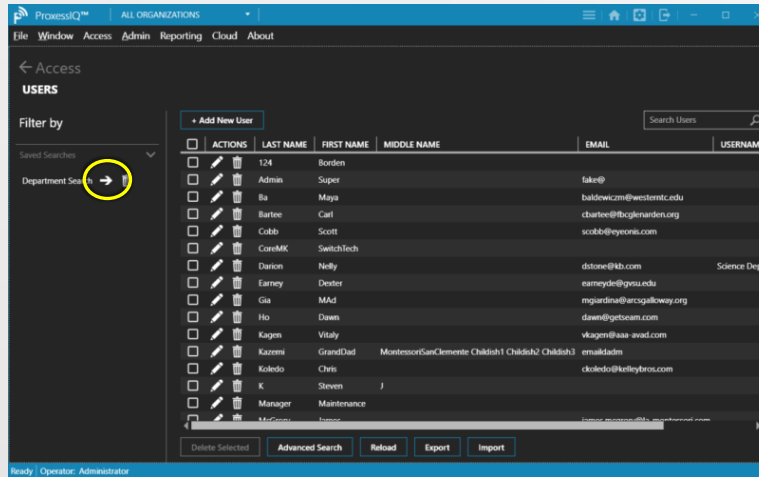 ProxessIQ™ ALL ORGANIZATIONS
File Window Access Admin Reporting Cloud About
Access
USERS
Filter by
+ Add New User
Search Users
ACTIONS LAST NAME FIRST NAME MIDDLE NAME EMAIL USERNAM
Saved Searches
Department Search
124 Borden
Admin Super fake@
Ba Maya baldewiczm@westerntc.edu
Bartee Carl cbartee@fbcglenarden.org
Cobb Scott scobb@eyeonis.com
CoreMK SwitchTech
Darion Nelly dstone@kb.com Science Dep
Earney Dexter earneyde@gvsu.edu
Gia MAd mgiardina@arcsgalloway.org
Ho Dawn dawn@getseam.com
Kagen Vitaly vkagen@aaa-avad.com
Kazemi GrandDad MontessoriSanClemente Childish1 Childish2 Childish3 emaildadm
Koledo Chris ckoledo@kelleybros.com
K Steven J
Manager Maintenance
Delete Selected Advanced Search Reload Export Import
Ready Operator: Administrator